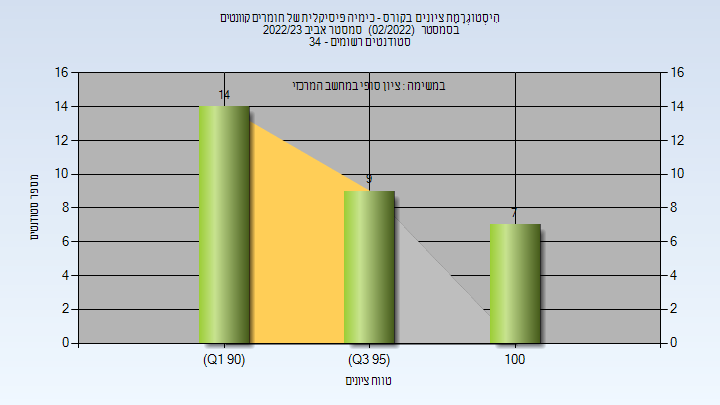 היסטוגרמת ציונים בקורס - כימיה פיסיקלית של חומרים קוונטים
בסמסטר (02/2022) סמסטר אביב 2022/23
סטודנטים רשומים - 34
במשימה : ציון סופי במחשב המרכזי
מספר סטודנטים
16
14
12
10
8
6
4
2
0
14
9
7
16
14
12
10
8
6
4
2
0
(Q1 90)
(Q3 95)
100
טווח ציונים